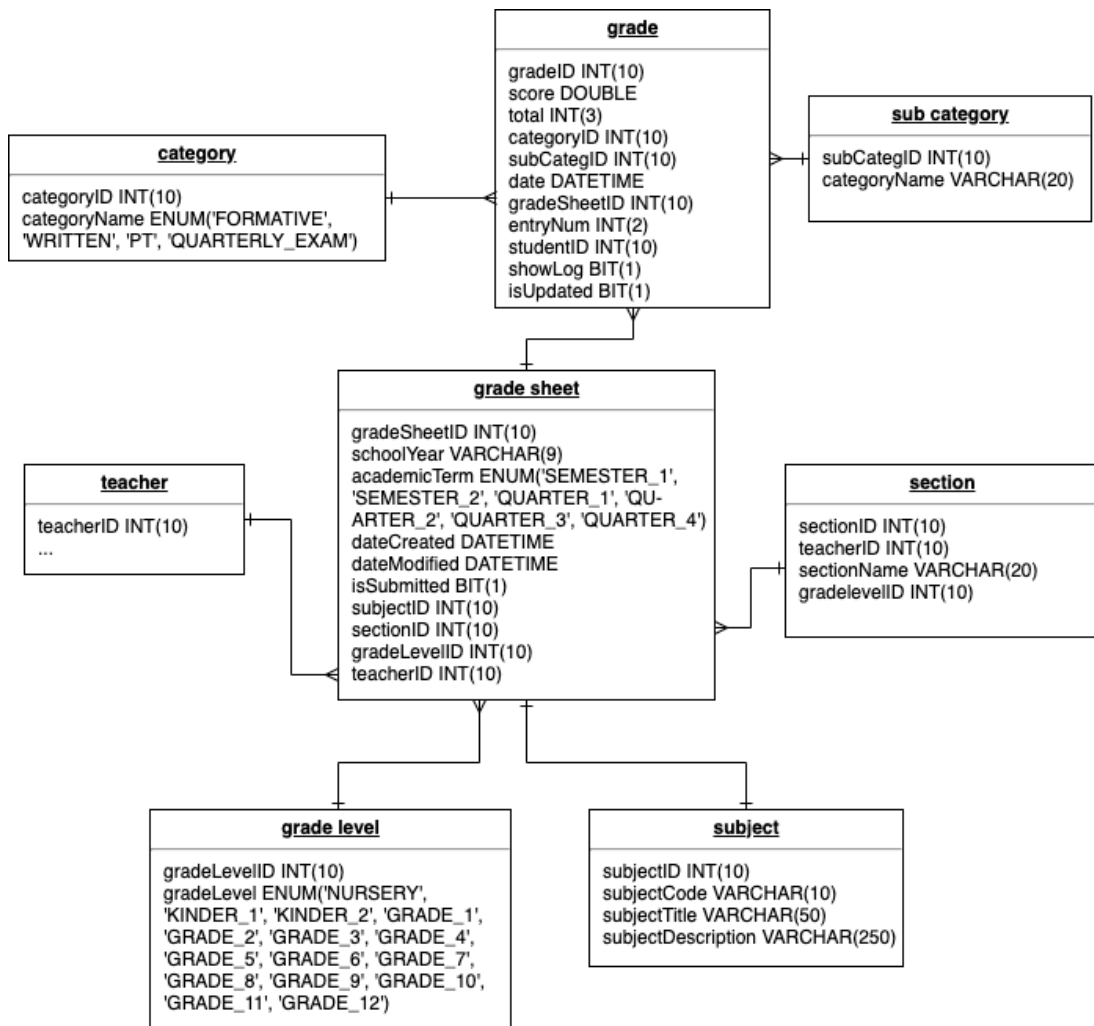 grade
gradeID INT(10)
score DOUBLE
total INT(3)
categoryID INT(10)
subCategID INT(10)
date DATETIME
gradeSheetID INT(10)
entryNum INT(2)
studentID INT(10)
showLog BIT(1)
isUpdated BIT(1)
category
categoryID INT(10)
categoryName ENUM('FORMATIVE',
'WRITTEN', 'PT', 'QUARTERLY_EXAM')
sub category
subCategID INT(10)
categoryName VARCHAR(20)
grade sheet
gradeSheetID INT(10)
schoolYear VARCHAR(9)
academicTerm ENUM('SEMESTER_1',
'SEMESTER_2', 'QUARTER_1', 'QU-
ARTER_2', 'QUARTER_3', 'QUARTER_4')
dateCreated DATETIME
dateModified DATETIME
isSubmitted BIT(1)
subjectID INT(10)
sectionID INT(10)
gradeLevelID INT(10)
teacherID INT(10)
teacher
teacherID INT(10)
...
section
sectionID INT(10)
teacherID INT(10)
sectionName VARCHAR(20)
gradelevelID INT(10)
grade level
gradeLevelID INT(10)
gradeLevel ENUM('NURSERY',
'KINDER_1', 'KINDER_2', 'GRADE_1',
'GRADE_2', 'GRADE_3', 'GRADE_4',
'GRADE_5', 'GRADE_6', 'GRADE_7',
'GRADE_8', 'GRADE_9', 'GRADE_10',
'GRADE_11', 'GRADE_12')
subject
subjectID INT(10)
subjectCode VARCHAR(10)
subjectTitle VARCHAR(50)
subjectDescription VARCHAR(250)